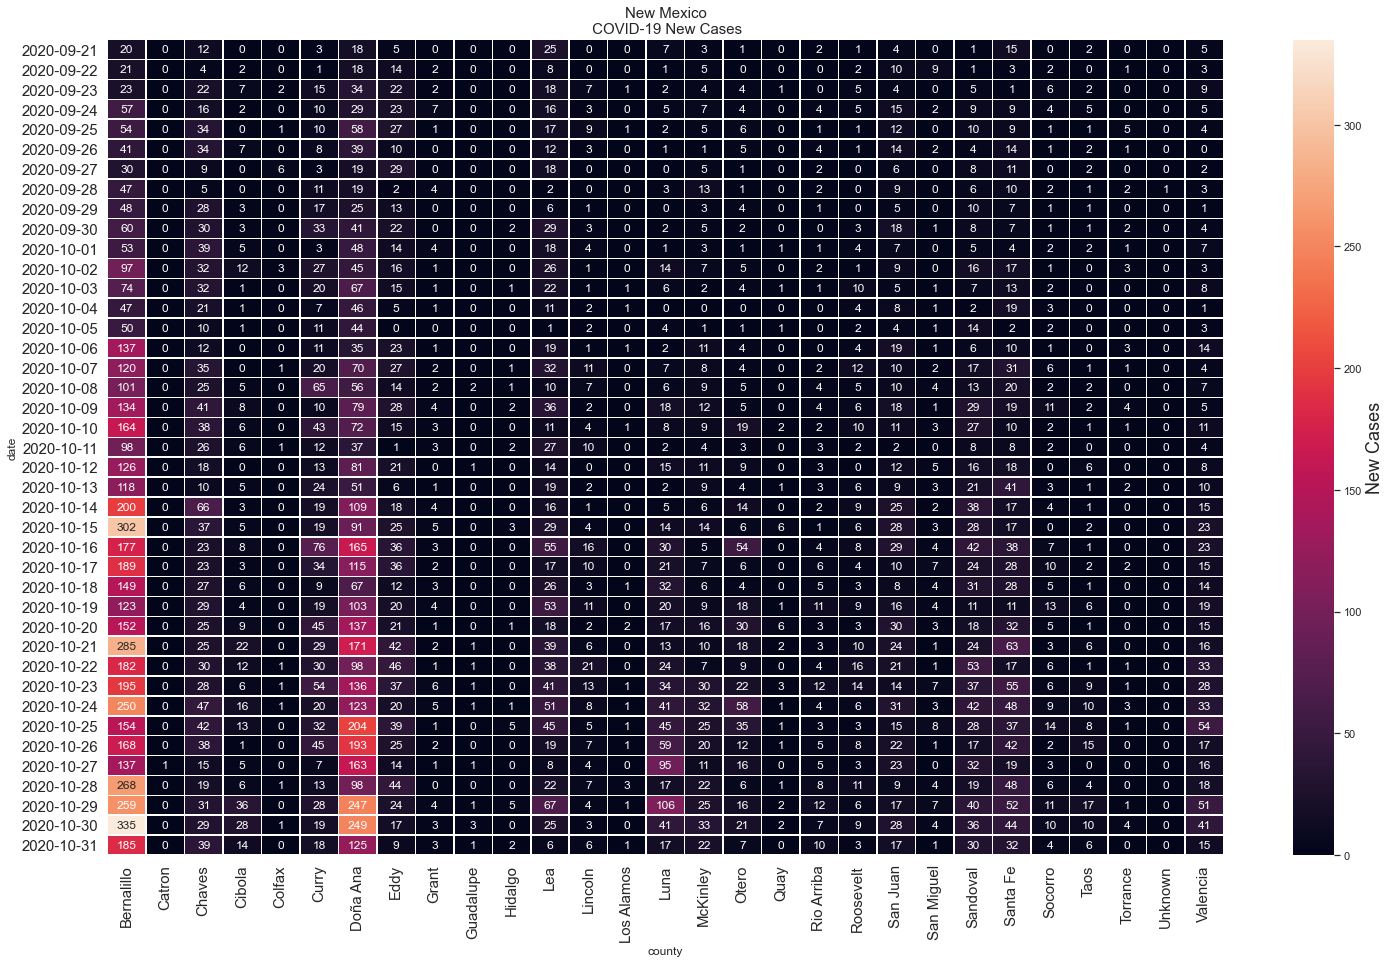 New Mexico
COVID-19 New Cases
2020-09-21 20 0 12 0 0 3 18 5 0 0 0 25 0 0 7 3 1 0 2 1 4 0 1 15 0 2 0 0 5
2020-09-22 21 0 4 2 0 1 18 14 2 0 0 8 0 0 1 5 0 0 0 2 10 9 1 3 2 0 1 0 3
2020-09-23 23 0 22 7 2 15 34 22 2 0 0 18 7 1 2 4 4 1 0 5 4 0 5 1 6 2 0 0 9
2020-09-24 57 0 16 2 0 10 29 23 7 0 0 16 3 0 5 7 4 0 4 5 15 2 9 9 4 5 0 0 5
2020-09-25 54 0 34 0 1 10 58 27 1 0 0 17 9 1 2 5 6 0 1 1 12 0 10 9 1 1 5 0 4
2020-09-26 41 0 34 7 0 8 39 10 0 0 0 12 3 0 1 1 5 0 4 1 14 2 4 14 1 2 1 0 0
2020-09-27 30 0 9 0 6 3 19 29 0 0 0 18 0 0 0 5 1 0 2 0 6 0 8 11 0 2 0 0 2
2020-09-28 47 0 5 0 0 11 19 2 4 0 0 2 0 0 3 13 1 0 2 0 9 0 6 10 2 1 2 1 3
2020-09-29 48 0 28 3 0 17 25 13 0 0 0 6 1 0 0 3 4 0 1 0 5 0 10 7 1 1 0 0 1
2020-09-30 60 0 30 3 0 33 41 22 0 0 2 29 3 0 2 5 2 0 0 3 18 1 8 7 1 1 2 0 4
2020-10-01 53 0 39 5 0 3 48 14 4 0 0 18 4 0 1 3 1 1 1 4 7 0 5 4 2 2 1 0 7
2020-10-02 97 0 32 12 3 27 45 16 1 0 0 26 1 0 14 7 5 0 2 1 9 0 16 17 1 0 3 0 3
2020-10-03 74 0 32 1 0 20 67 15 1 0 1 22 1 1 6 2 4 1 1 10 5 1 7 13 2 0 0 0 8
2020-10-04 47 0 21 1 0 7 46 5 1 0 0 11 2 1 0 0 0 0 0 4 8 1 2 19 3 0 0 0 1
2020-10-05 50 0 10 1 0 11 44 0 0 0 0 1 2 0 4 1 1 1 0 2 4 1 14 2 2 0 0 0 3
2020-10-06 137 0 12 0 0 11 35 23 1 0 0 19 1 1 2 11 4 0 0 4 19 1 6 10 1 0 3 0 14
2020-10-07 120 0 35 0 1 20 70 27 2 0 1 32 11 0 7 8 4 0 2 12 10 2 17 31 6 1 1 0 4
2020-10-08 101 0 25 5 0 65 56 14 2 2 1 10 7 0 6 9 5 0 4 5 10 4 13 20 2 2 0 0 7
2020-10-09 134 0 41 8 0 10 79 28 4 0 2 36 2 0 18 12 5 0 4 6 18 1 29 19 11 2 4 0 5
2020-10-10 164 0 38 6 0 43 72 15 3 0 0 11 4 1 8 9 19 2 2 10 11 3 27 10 2 1 1 0 11
2020-10-11 98 0 26 6 1 12 37 1 3 0 2 27 10 0 2 4 3 0 3 2 2 0 8 8 2 0 0 0 4
2020-10-12 126 0 18 0 0 13 81 21 0 1 0 14 0 0 15 11 9 0 3 0 12 5 16 18 0 6 0 0 8
2020-10-13 118 0 10 5 0 24 51 6 1 0 0 19 2 0 2 9 4 1 3 6 9 3 21 41 3 1 2 0 10
2020-10-14 200 0 66 3 0 19 109 18 4 0 0 16 1 0 5 6 14 0 2 9 25 2 38 17 4 1 0 0 15
2020-10-15 302 0 37 5 0 19 91 25 5 0 3 29 4 0 14 14 6 6 1 6 28 3 28 17 0 2 0 0 23
2020-10-16 177 0 23 8 0 76 165 36 3 0 0 55 16 0 30 5 54 0 4 8 29 4 42 38 7 1 0 0 23
2020-10-17 189 0 23 3 0 34 115 36 2 0 0 17 10 0 21 7 6 0 6 4 10 7 24 28 10 2 2 0 15
2020-10-18 149 0 27 6 0 9 67 12 3 0 0 26 3 1 32 6 4 0 5 3 8 4 31 28 5 1 0 0 14
2020-10-19 123 0 29 4 0 19 103 20 4 0 0 53 11 0 20 9 18 1 11 9 16 4 11 11 13 6 0 0 19
2020-10-20 152 0 25 9 0 45 137 21 1 0 1 18 2 2 17 16 30 6 3 3 30 3 18 32 5 1 0 0 15
2020-10-21 285 0 25 22 0 29 171 42 2 1 0 39 6 0 13 10 18 2 3 10 24 1 24 63 3 6 0 0 16
2020-10-22 182 0 30 12 1 30 98 46 1 1 0 38 21 0 24 7 9 0 4 16 21 1 53 17 6 1 1 0 33
2020-10-23 195 0 28 6 1 54 136 37 6 1 0 41 13 1 34 30 22 3 12 14 14 7 37 55 6 9 1 0 28
2020-10-24 250 0 47 16 1 20 123 20 5 1 1 51 8 1 41 32 58 1 4 6 31 3 42 48 9 10 3 0 33
2020-10-25 154 0 42 13 0 32 204 39 1 0 5 45 5 1 45 25 35 1 3 3 15 8 28 37 14 8 1 0 54
2020-10-26 168 0 38 1 0 45 193 25 2 0 0 19 7 1 59 20 12 1 5 8 22 1 17 42 2 15 0 0 17
2020-10-27 137 1 15 5 0 7 163 14 1 1 0 8 4 0 95 11 16 0 5 3 23 0 32 19 3 0 0 0 16
2020-10-28 268 0 19 6 1 13 98 44 0 0 0 22 7 3 17 22 6 1 8 11 9 4 19 48 6 4 0 0 18
2020-10-29 259 0 31 36 0 28 247 24 4 1 5 67 4 1 106 25 16 2 12 6 17 7 40 52 11 17 1 0 51
2020-10-30 335 0 29 28 1 19 249 17 3 3 0 25 3 0 41 33 21 2 7 9 28 4 36 44 10 10 4 0 41
2020-10-31 185 0 39 14 0 18 125 9 3 1 2 6 6 1 17 22 7 0 10 3 17 1 30 32 4 6 0 0 15
Bernalillo Catron Chaves Cibola Colfax Curry Doña Ana Eddy Grant Guadalupe Hidalgo Lea Lincoln Los Alamos Luna McKinley Otero Quay Rio Arriba Roosevelt San Juan San Miguel Sandoval Santa Fe Socorro Taos Torrance Unknown Valencia
county
date
300
250
200
150
100
50
0
New Cases